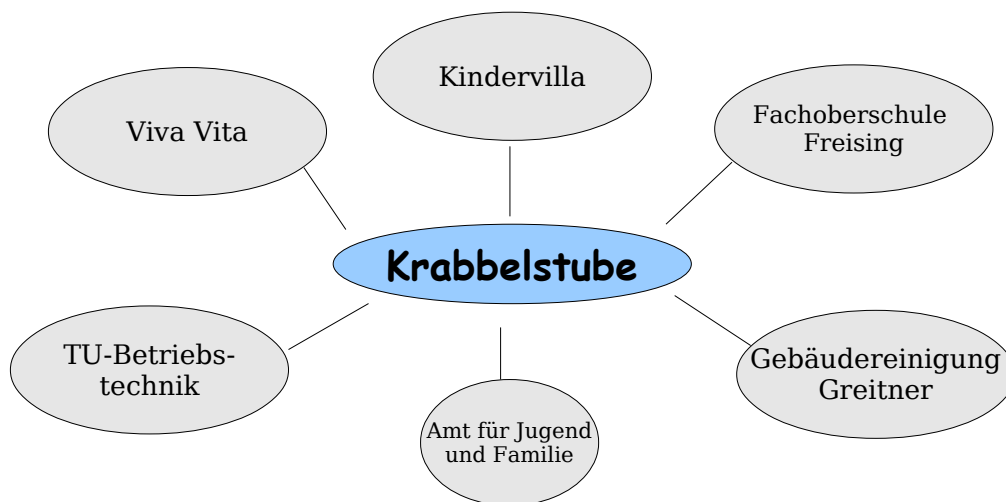 Kindervilla
Viva Vita
Fachoberschule
Freising
Krabbelstube
TU-Betriebs-
technik
Gebäudereinigung
Greitner
Amt für Jugend
und Familie